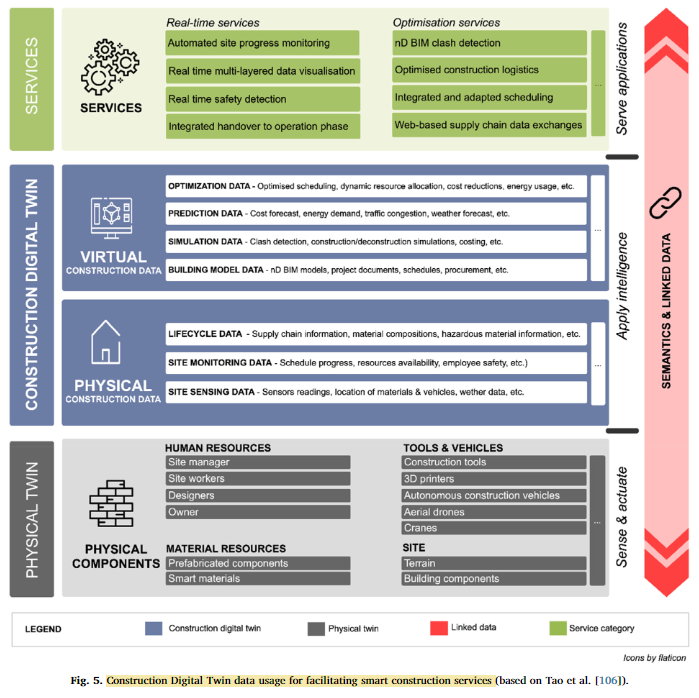 Real-time services
Optimisation services
SERVICES
SERVICES
Automated site progress monitoring
Real time multi-layered data visualisation
Real time safety detection
Integrated handover to operation phase
nD BIM clash detection
Optimised construction logistics
Integrated and adapted scheduling
Web-based supply chain data exchanges
...
Serve applications
CONSTRUCTION DIGITAL TWIN
VIRTUAL
CONSTRUCTION DATA
OPTIMIZATION DATA - Optimised scheduling, dynamic resource allocation, cost reductions, energy usage, etc.
PREDICTION DATA - Cost forecast, energy demand, traffic congestion, weather forecast, etc.
SIMULATION DATA - Clash detection, construction/deconstruction simulations, costing, etc.
BUILDING MODEL DATA - nD BIM models, project documents, schedules, procurement, etc.
...
PHYSICAL
CONSTRUCTION DATA
LIFECYCLE DATA - Supply chain information, material compositions, hazardous material information, etc.
SITE MONITORING DATA - Schedule progress, resources availability, employee safety, etc.)
SITE SENSING DATA - Sensors readings, location of materials & vehicles, wether data, etc.
...
Apply intelligence
PHYSICAL TWIN
PHYSICAL
COMPONENTS
HUMAN RESOURCES
Site manager
Site workers
Designers
Owner
MATERIAL RESOURCES
Prefabricated components
Smart materials
TOOLS & VEHICLES
Construction tools
3D printers
Autonomous construction vehicles
Aerial drones
Cranes
SITE
Terrain
Building components
...
Sense & actuate
SEMANTICS & LINKED DATA
LEGEND
Construction digital twin
Physical twin
Linked data
Service category
Icons by flaticon
Fig. 5. Construction Digital Twin data usage for facilitating smart construction services (based on Tao et al. [106]).